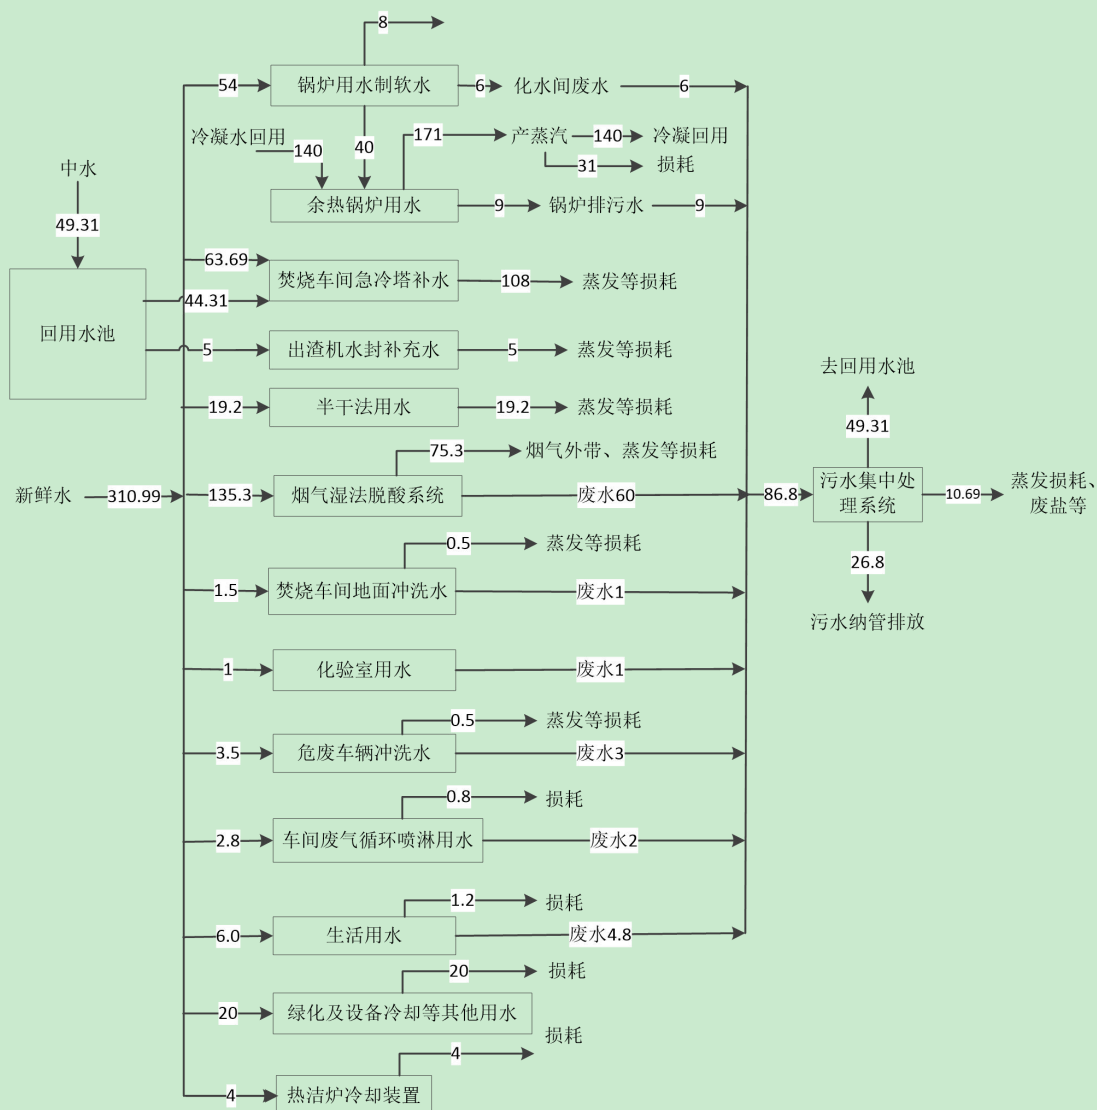 8
54
锅炉用水制软水
6
化水间废水
6
冷凝水回用
140
40
171
产蒸汽
140
冷凝回用
31
损耗
中水
49.31
余热锅炉用水
9
锅炉排污水
9
63.69
焚烧车间急冷塔补水
108
蒸发等损耗
44.31
回用水池
5
出渣机水封补充水
5
蒸发等损耗
去回用水池
19.2
半干法用水
19.2
蒸发等损耗
49.31
75.3
烟气外带、蒸发等损耗
新鲜水
310.99
135.3
烟气湿法脱酸系统
废水60
86.8
污水集中处
理系统
10.69
蒸发损耗、
废盐等
0.5
蒸发等损耗
26.8
1.5
焚烧车间地面冲洗水
废水1
污水纳管排放
1
化验室用水
废水1
0.5
蒸发等损耗
3.5
危废车辆冲洗水
废水3
0.8
损耗
2.8
车间废气循环喷淋用水
废水2
1.2
损耗
6.0
生活用水
废水4.8
20
损耗
20
绿化及设备冷却等其他用水
损耗
4
4
热洁炉冷却装置